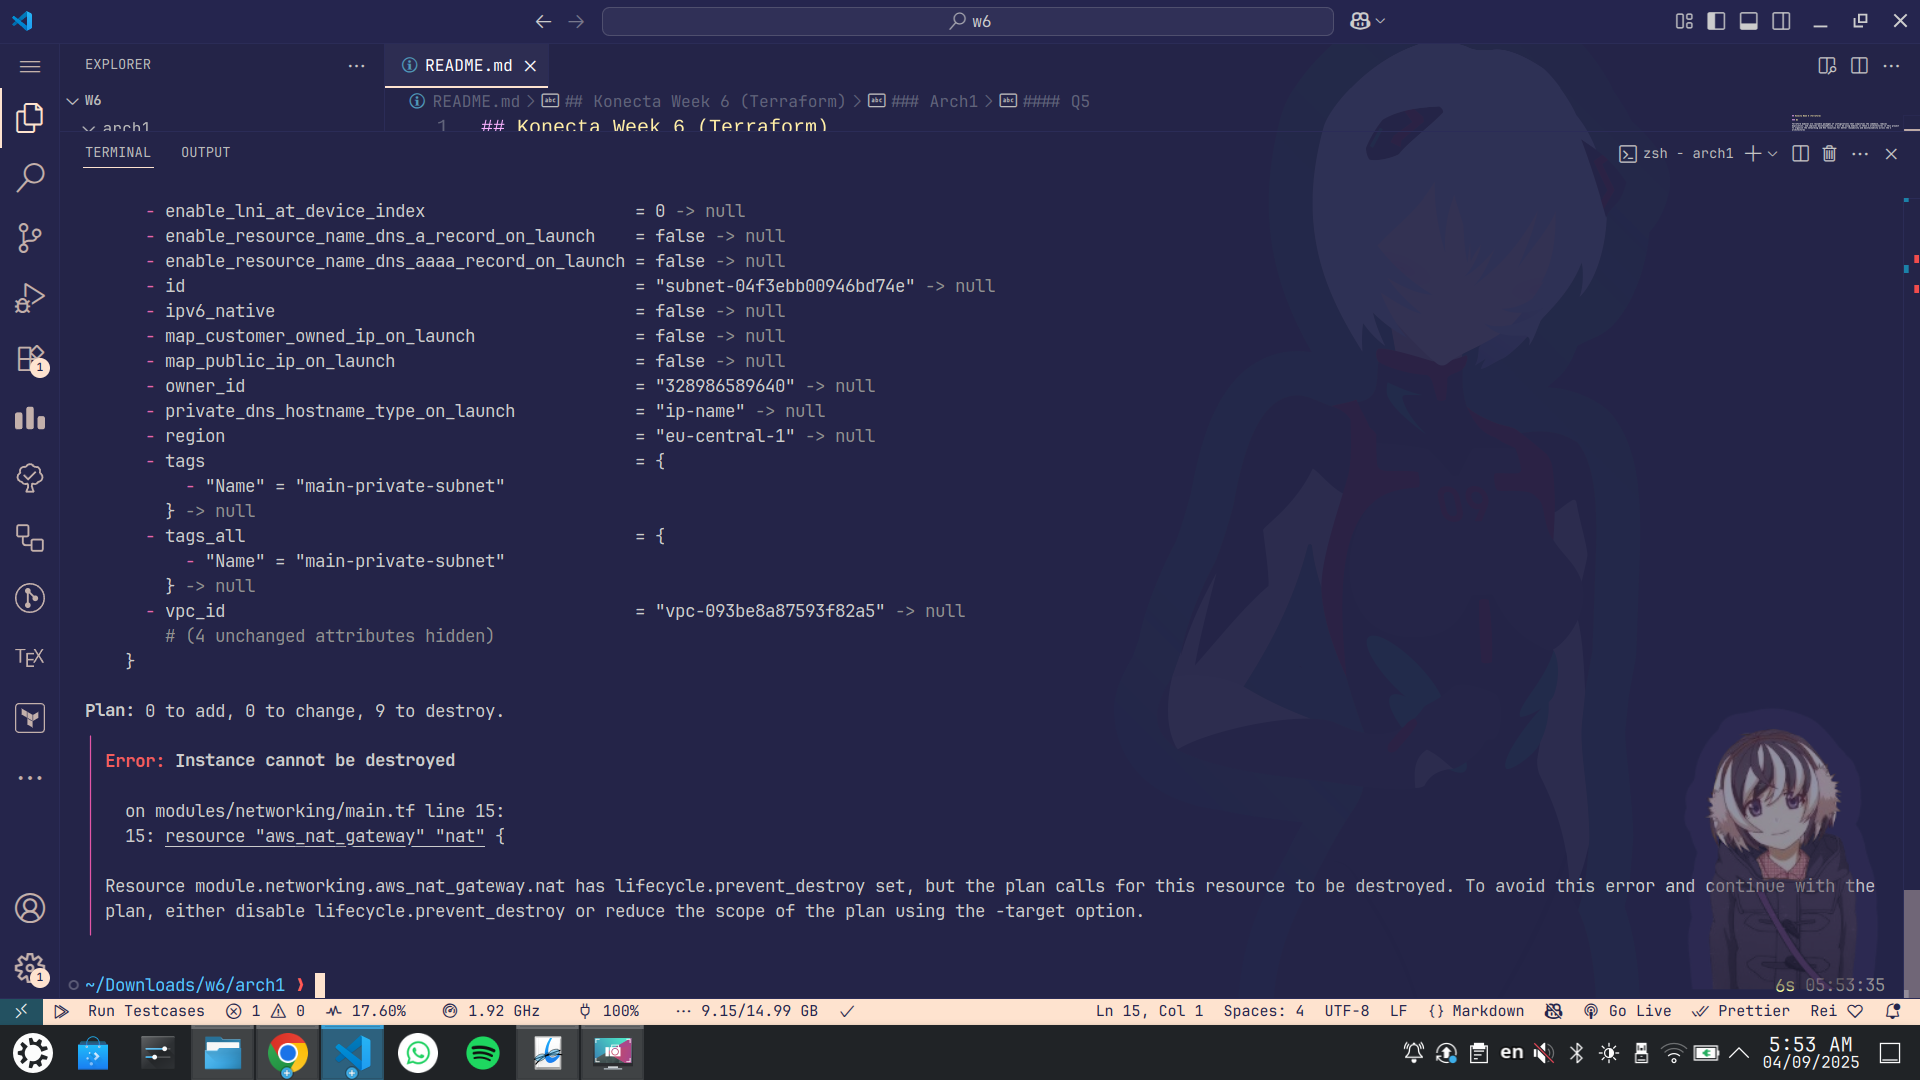 w6
EXPLORER
README.md
W6
README.md > ## Konecta Week 6 (Terraform) > ### Arch1 > #### Q5
arch1
1 ## Konecta Week 6 (Terraform)
TERMINAL OUTPUT
zsh - arch1
- enable_lni_at_device_index = 0 -> null
- enable_resource_name_dns_a_record_on_launch = false -> null
- enable_resource_name_dns_aaaa_record_on_launch = false -> null
- id = "subnet-04f3ebb00946bd74e" -> null
- ipv6_native = false -> null
- map_customer_owned_ip_on_launch = false -> null
- map_public_ip_on_launch = false -> null
- owner_id = "328986589640" -> null
- private_dns_hostname_type_on_launch = "ip-name" -> null
- region = "eu-central-1" -> null
- tags = {
- "Name" = "main-private-subnet"
} -> null
- tags_all = {
- "Name" = "main-private-subnet"
} -> null
- vpc_id = "vpc-093be8a87593f82a5" -> null
# (4 unchanged attributes hidden)
}
Plan: 0 to add, 0 to change, 9 to destroy.
Error: Instance cannot be destroyed
on modules/networking/main.tf line 15:
15: resource "aws_nat_gateway" "nat" {
Resource module.networking.aws_nat_gateway.nat has lifecycle.prevent_destroy set, but the plan calls for this resource to be destroyed. To avoid this error and continue with the
plan, either disable lifecycle.prevent_destroy or reduce the scope of the plan using the -target option.
~/Downloads/w6/arch1 ❯
6s 05:53:35
1
TEX
1
Run Testcases 1 0 17.60% 1.92 GHz 100% 9.15/14.99 GB Ln 15, Col 1 Spaces: 4 UTF-8 LF {} Markdown Go Live Prettier Rei
en
5:53 AM
04/09/2025